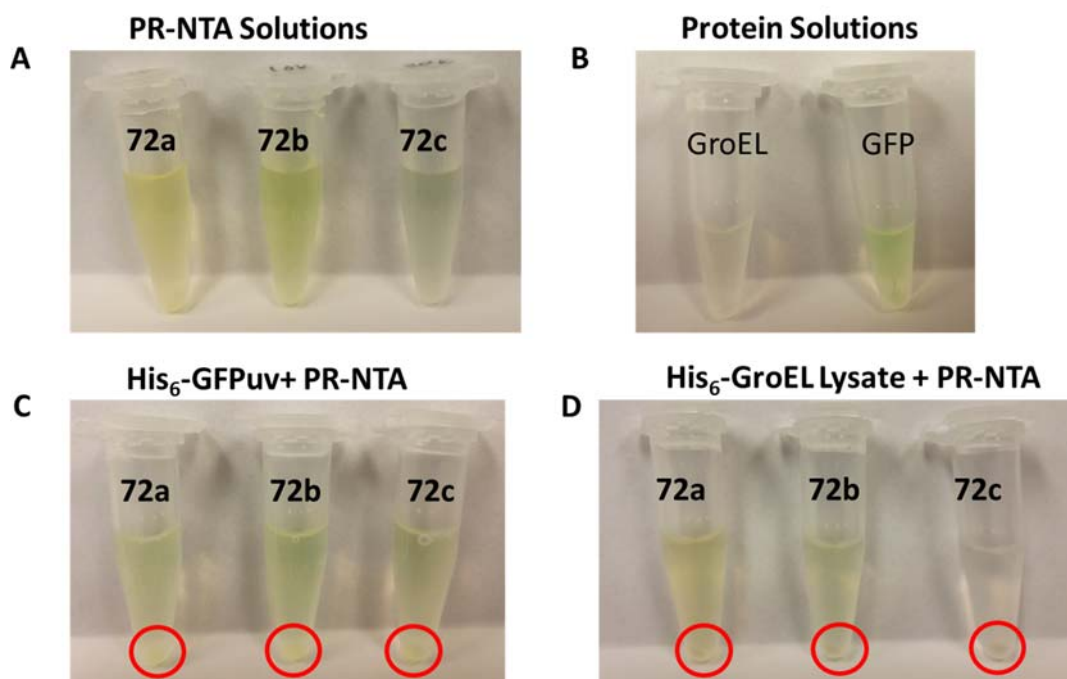 PR-NTA Solutions
Protein Solutions
A
B
72a
72b
72c
GroEL
GFP
His₆-GFPuv+ PR-NTA
His₆-GroEL Lysate + PR-NTA
C
D
72a
72b
72c
72a
72b
72c